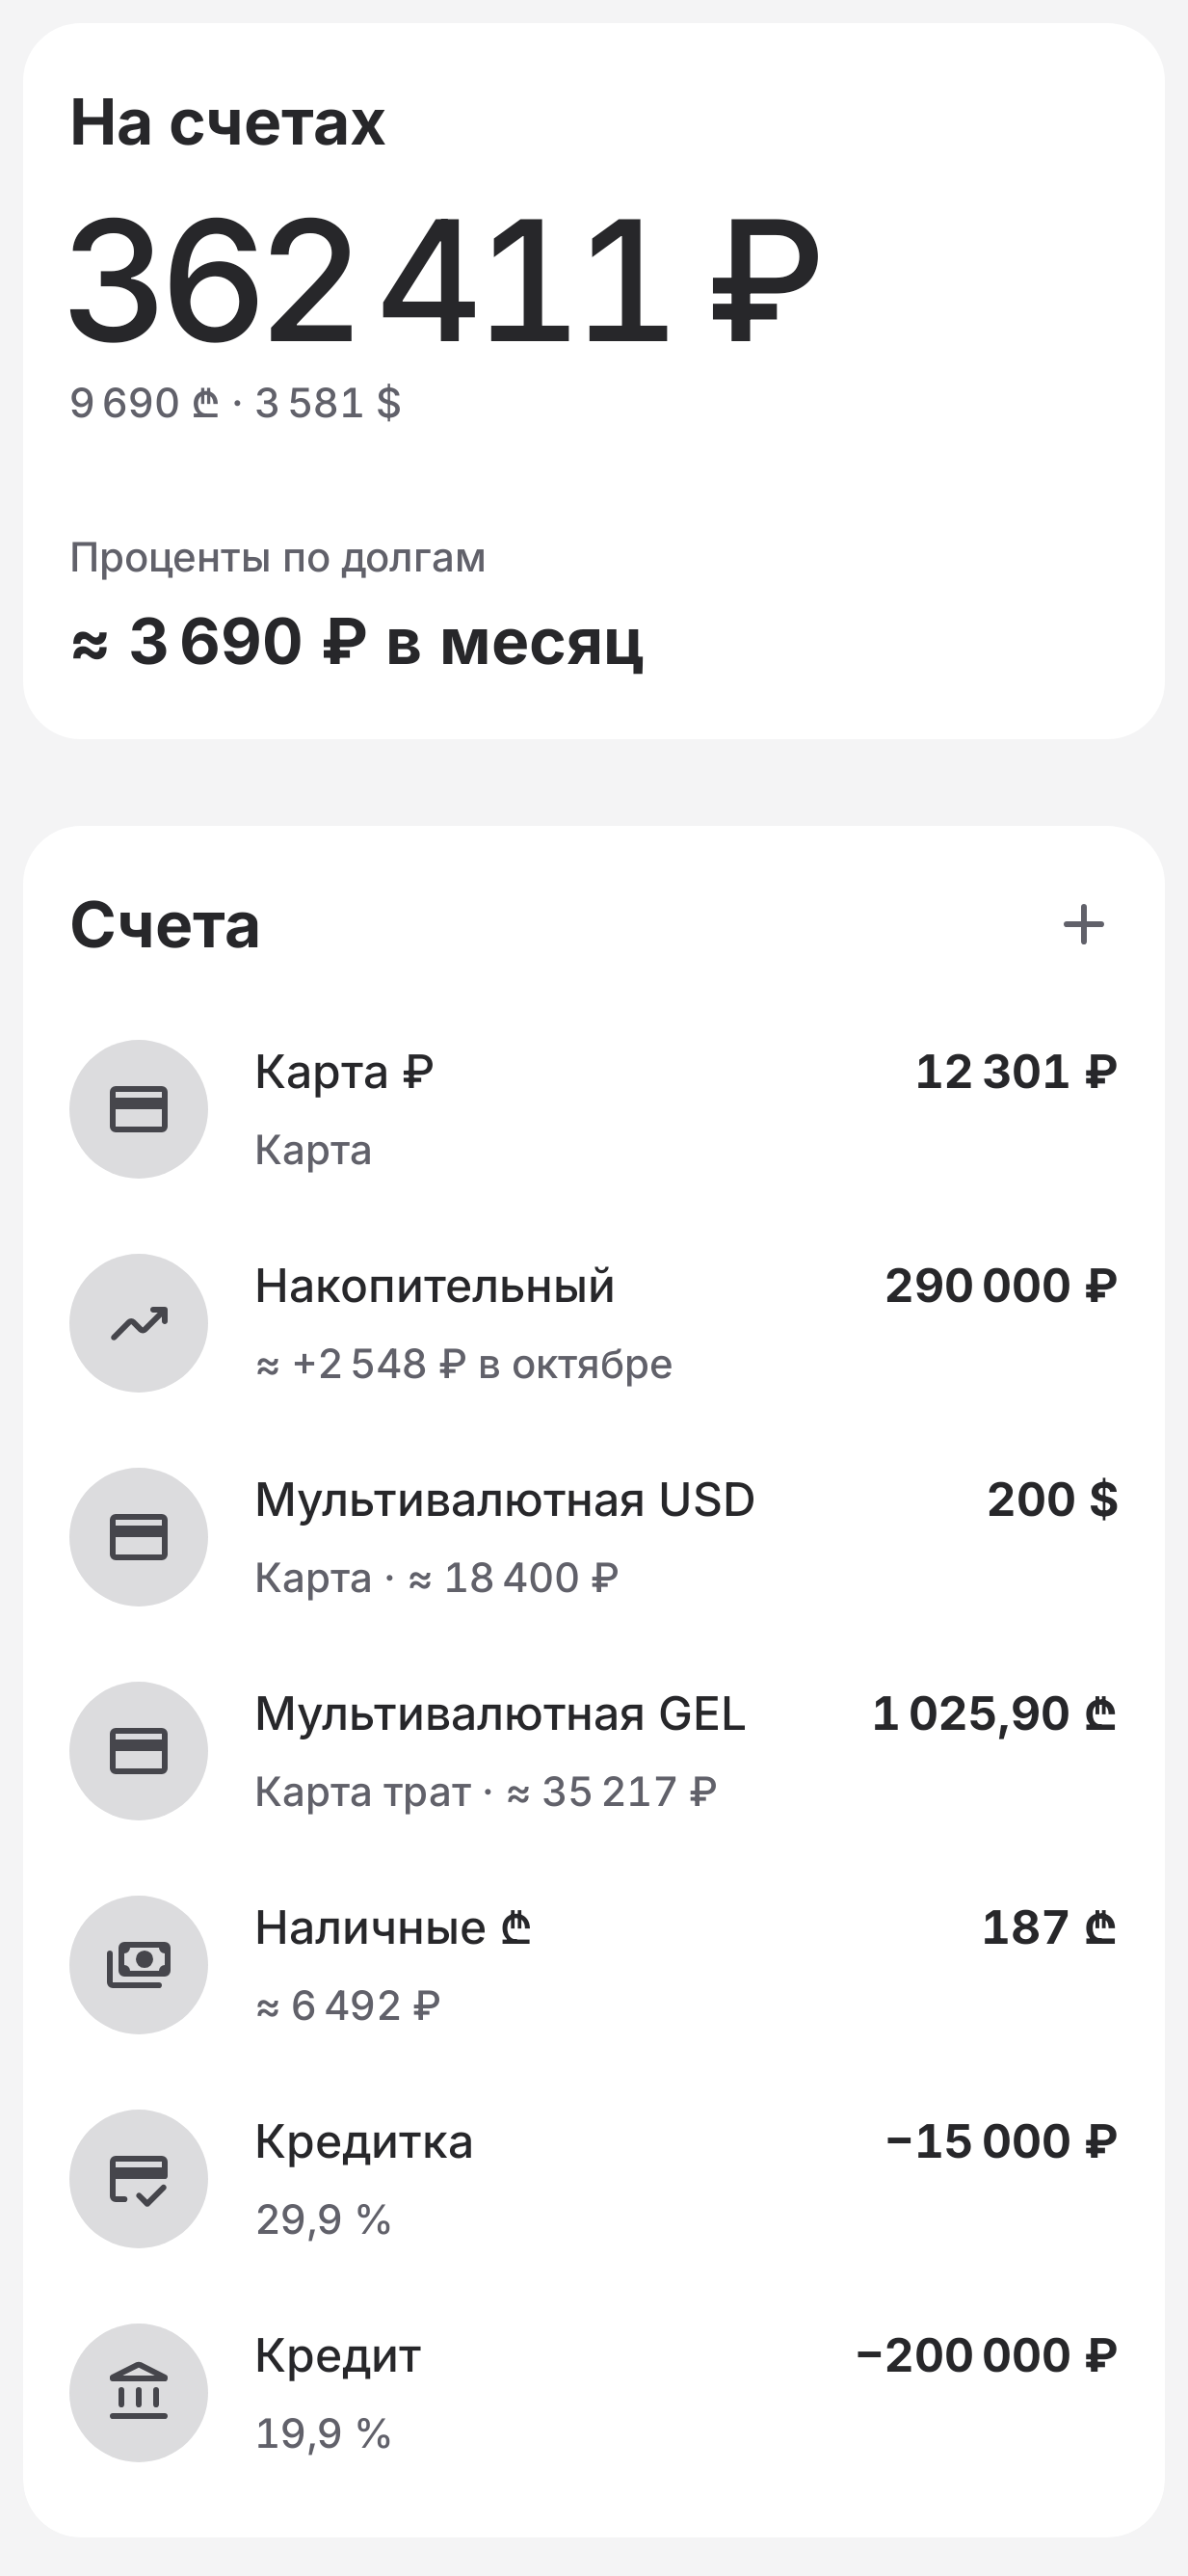 На счетах
362 411 ₽
9 690 ₾ · 3 581 $
Проценты по долгам
≈ 3 690 ₽ в месяц
Счета
Карта ₽
12 301 ₽
Карта
Накопительный
290 000 ₽
≈ +2 548 ₽ в октябре
Мультивалютная USD
200 $
Карта · ≈ 18 400 ₽
Мультивалютная GEL
1 025,90 ₾
Карта трат · ≈ 35 217 ₽
Наличные ₾
187 ₾
≈ 6 492 ₽
Кредитка
−15 000 ₽
29,9 %
Кредит
−200 000 ₽
19,9 %